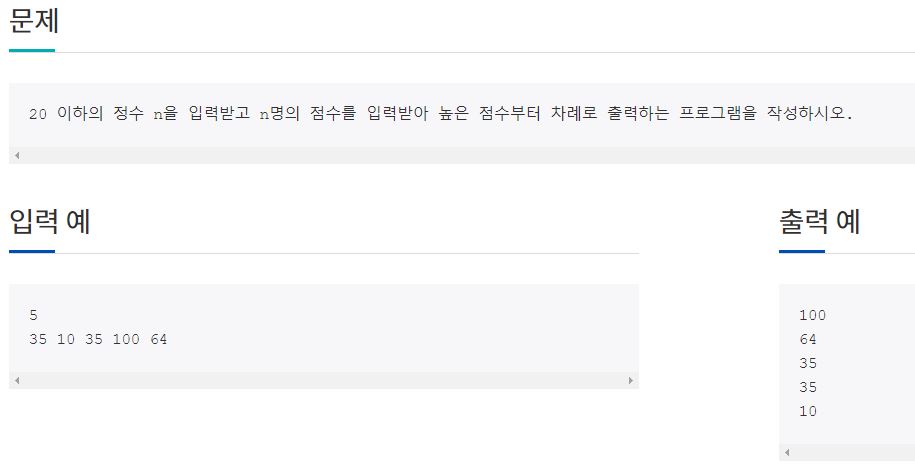 문제
20 이하의 정수 n을 입력받고 n명의 점수를 입력받아 높은 점수부터 차례로 출력하는 프로그램을 작성하시오.
입력 예
5
35 10 35 100 64
출력 예
100
64
35
35
10